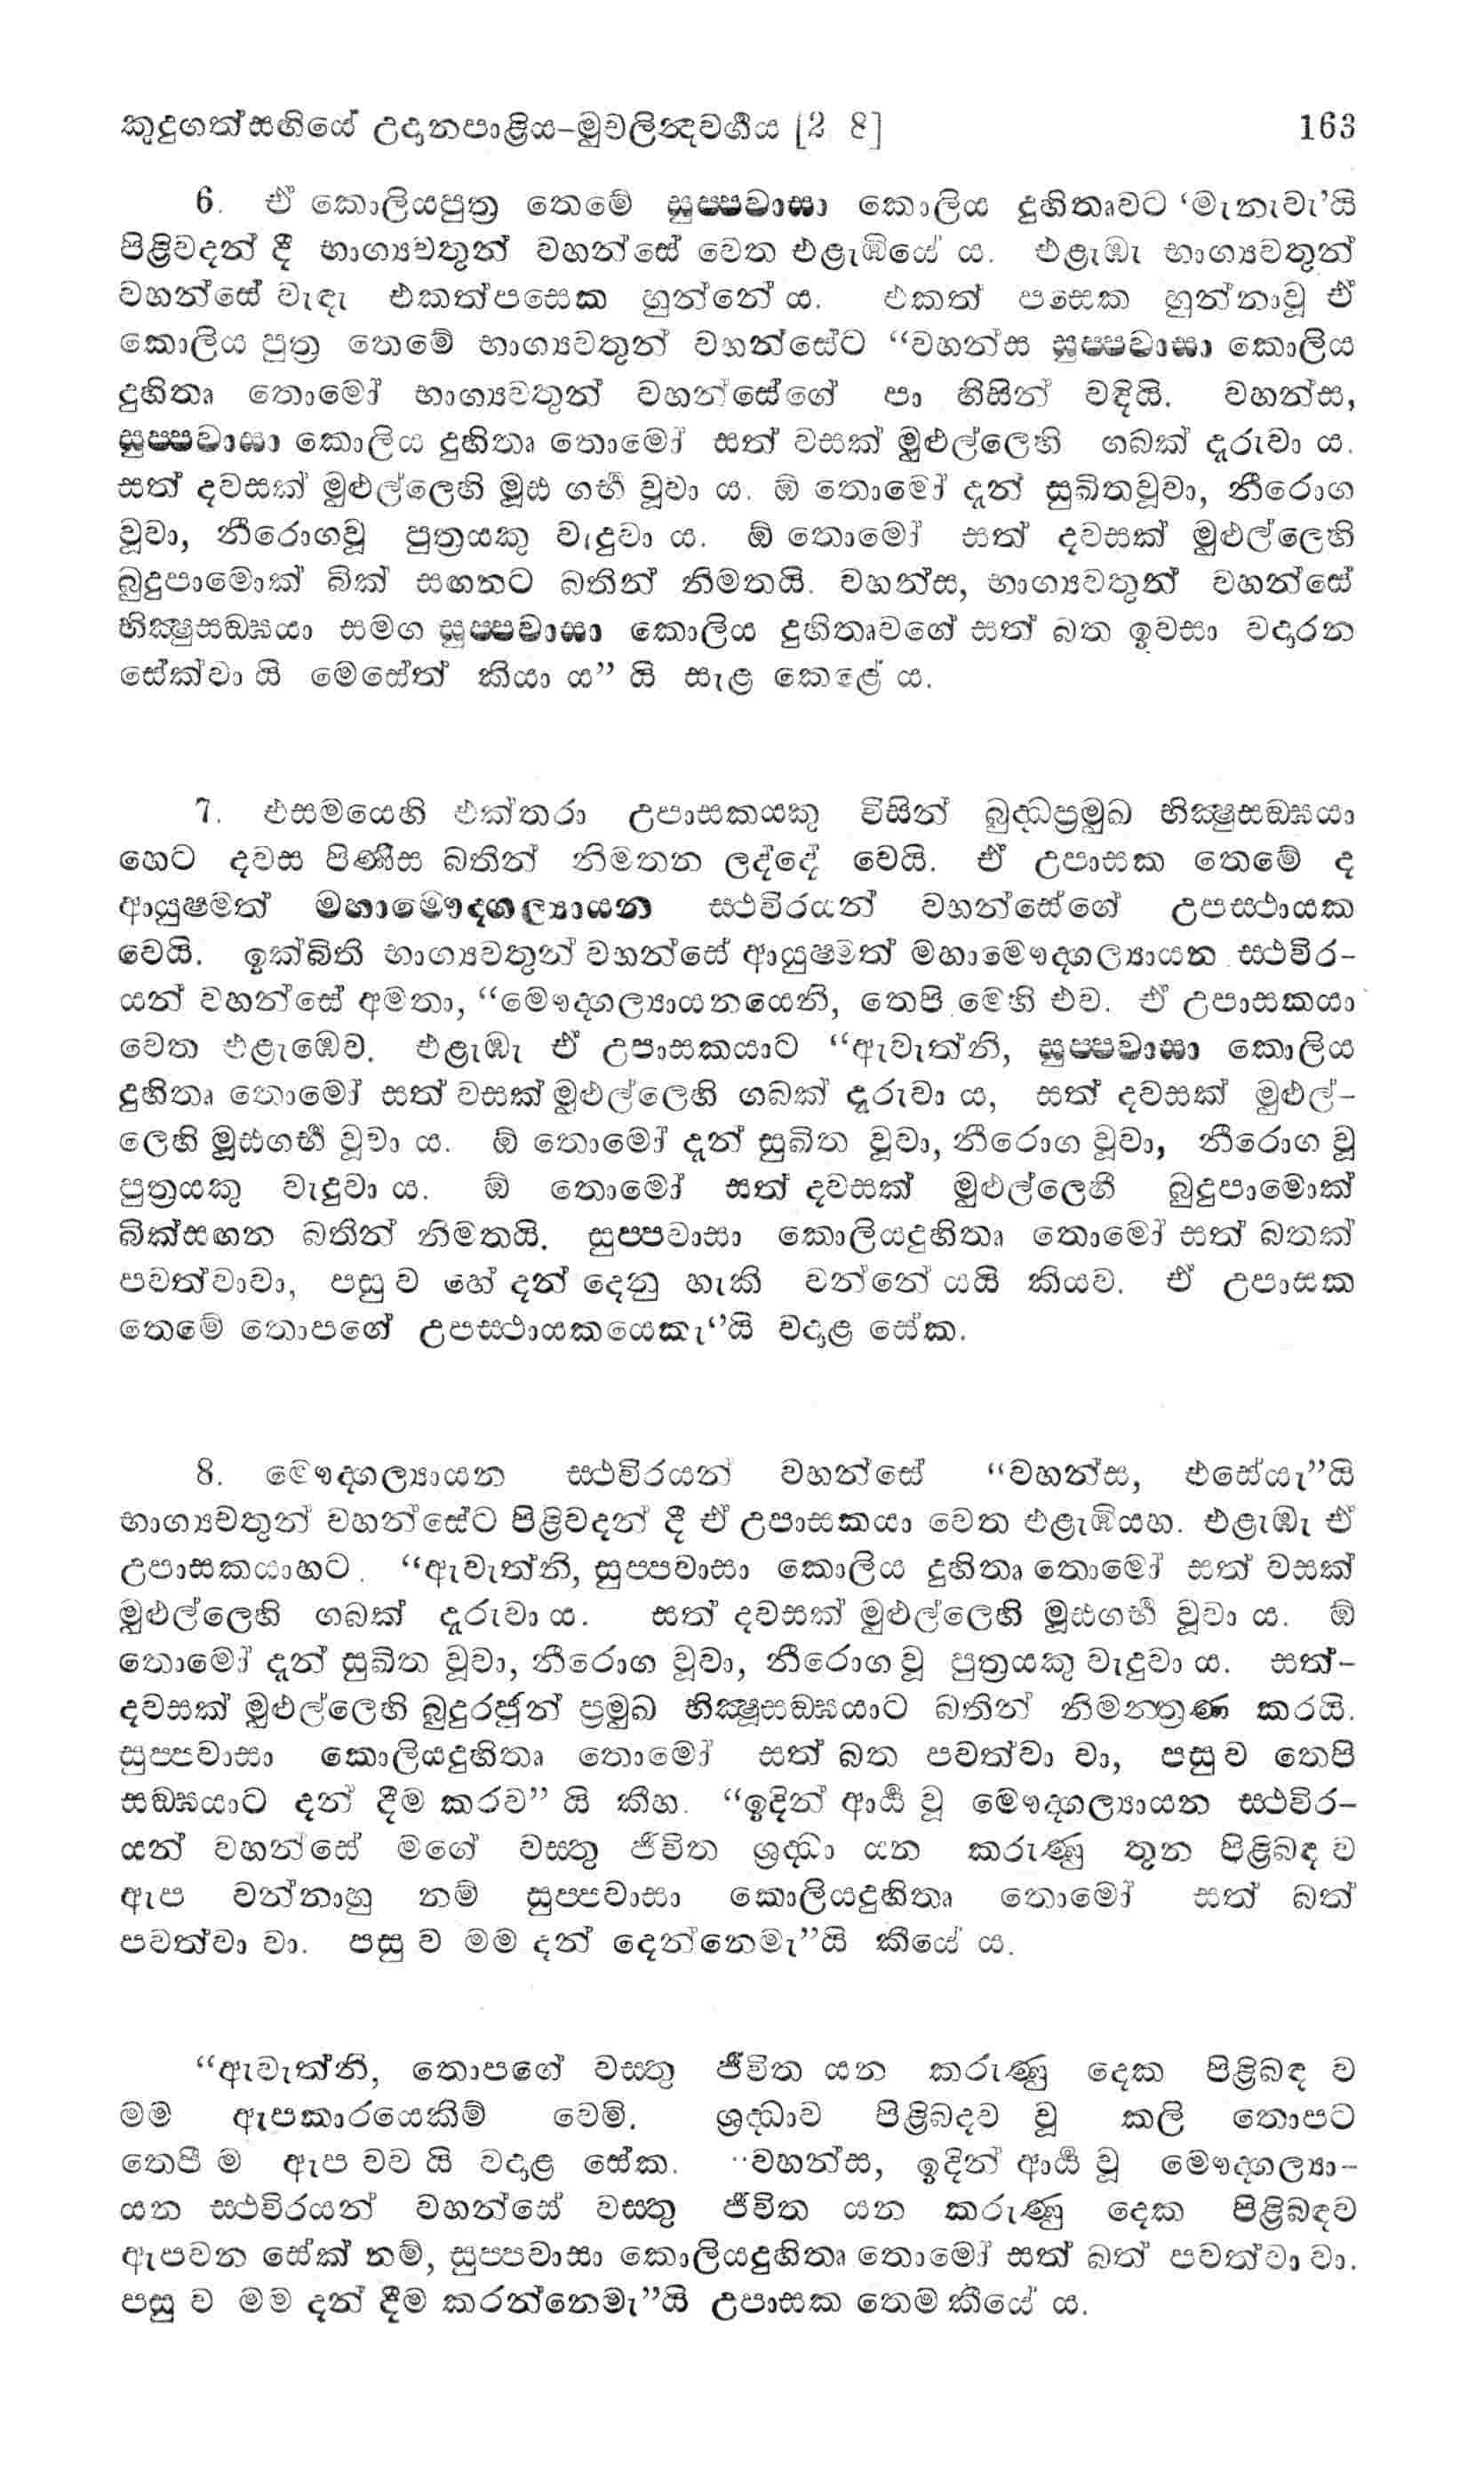 කුදුගත්සඟියේ උදානපාළිය-මුචලින්‍දවර්‍ගය [2 8] 163
6. ඒ කොලියපුත්‍ර තෙමේ සුප්පවාසා කොලිය දුහිතෘවට ‘මැනැවැ’යි
පිළිවදන් දී භාග්‍යවතුන් වහන්සේ වෙත එළැඹියේ ය. එළැඹැ භාග්‍යවතුන්
වහන්සේ වැඳැ එකත්පසෙක හුන්නේ ය. එකත් පසෙක හුන්නාවූ ඒ
කොලිය පුත්‍ර තෙමේ භාග්‍යවතුන් වහන්සේට “වහන්ස සුප්පවාසා කොලිය
දුහිතෘ තොමෝ භාග්‍යවතුන් වහන්සේගේ පා හිසින් වඳියි. වහන්ස,
සුප්පවාසා කොලිය දුහිතෘ තොමෝ සත් වසක් මුළුල්ලෙහි ගබක් දැරුවා ය.
සත් දවසක් මුළුල්ලෙහි මූඪ ගර්‍භ වූවා ය. ඕ තොමෝ දැන් සුඛිතවූවා, නීරොග
වූවා, නීරොගවූ පුත්‍රයකු වැදුවා ය. ඕ තොමෝ සත් දවසක් මුළුල්ලෙහි
බුදුපාමොක් බික් සඟනට බතින් නිමතයි. වහන්ස, භාග්‍යවතුන් වහන්සේ
භික්‍ෂුසඞ්ඝයා සමග සුප්පවාසා කොලිය දුහිතෘවගේ සත් බත ඉවසා වදාරන
සේක්වා යි මෙසේත් කියා ය” යි සැළ කෙළේ ය.
7. එසමයෙහි එක්තරා උපාසකයකු විසින් බුද්‍ධප්‍රමුඛ භික්‍ෂුසඞ්ඝයා
හෙට දවස පිණිස බතින් නිමතන ලද්දේ වෙයි. ඒ උපාසක තෙමේ ද
ආයුෂ්මත් මහාමෞද්ගල්‍යායන ස්ථවිරයන් වහන්සේගේ උපස්ථායක
වෙයි. ඉක්බිති භාග්‍යවතුන් වහන්සේ ආයුෂ්මත් මහාමෞද්ගල්‍යායන ස්ථවිර-
යන් වහන්සේ අමතා, “මෞද්ගල්‍යායනයෙනි, තෙපි මෙහි එව. ඒ උපාසකයා
වෙත එළැඹෙව. එළැඹැ ඒ උපාසකයාට “ඇවැත්නි, සුප්පවාසා කොලිය
දුහිතෘ තොමෝ සත් වසක් මුළුල්ලෙහි ගබක් දැරුවා ය, සත් දවසක් මුළුල්-
ලෙහි මූඪගර්‍භ වූවා ය. ඕ තොමෝ දැන් සුඛිත වූවා, නීරොග වූවා, නීරොග වූ
පුත්‍රයකු වැදුවා ය. ඕ තොමෝ සත් දවසක් මුළුල්ලෙහි බුදුපාමොක්
බික්සඟන බතින් නිමතයි. සුප්පවාසා කොලියදුහිතෘ තොමෝ සත් බතක්
පවත්වාවා, පසු ව හේ දන් දෙනු හැකි වන්නේ යයි කියව. ඒ උපාසක
තෙමේ තොපගේ උපස්ථායකයෙකැ‘’යි වදාළ සේක.
8. මෞද්ගල්‍යායන ස්ථවිරයන් වහන්සේ “වහන්ස, එසේයැ”යි
භාග්‍යවතුන් වහන්සේට පිළිවදන් දී ඒ උපාසකයා වෙත එළැඹියහ. එළැඹැ ඒ
උපාසකයාහට. “ඇවැත්නි, සුප්පවාසා කොලිය දුහිතෘ තොමෝ සත් වසක්
මුළුල්ලෙහි ගබක් දැරුවා ය. සත් දවසක් මුළුල්ලෙහි මූඪගර්‍භ වූවා ය. ඕ
තොමෝ දැන් සුඛිත වූවා, නීරොග වූවා, නීරොග වූ පුත්‍රයකු වැදුවා ය. සත්-
දවසක් මුළුල්ලෙහි බුදුරජුන් ප්‍රමුඛ භික්‍ෂූසඞ්ඝයාට බතින් නිමන්ත්‍රණ කරයි.
සුප්පවාසා කොලියදුහිතෘ තොමෝ සත් බත පවත්වා වා, පසු ව තෙපි
සඞ්ඝයාට දන් දීම කරව” යි කීහ. “ඉදින් ආර්‍ය්‍ය වූ මෞද්ගල්‍යායන ස්ථවිර-
යන් වහන්සේ මගේ වස්තු ජීවිත ශ්‍රද්‍ධා යන කරුණු තුන පිළිබඳ ව
ඇප වන්නාහු නම් සුප්පවාසා කොලියදුහිතෘ තොමෝ සත් බත්
පවත්වා වා. පසු ව මම දන් දෙන්නෙමැ”යි කීයේ ය.
“ඇවැත්නි, තොපගේ වස්තු ජීවිත යන කරුණු දෙක පිළිබඳ ව
මම ඇපකාරයෙකිම් වෙමි. ශ්‍රද්‍ධාව පිළිබදව වූ කලි තොපට
තෙපි ම ඇප වව යි වදාළ සේක. “වහන්ස, ඉදින් ආර්‍ය්‍ය වූ මෞද්ගල්‍යා-
යන ස්ථවිරයන් වහන්සේ වස්තු ජීවිත යන කරුණු දෙක පිළිබඳව
ඇපවන සේක් නම්, සුප්පවාසා කොලියදුහිතෘ තොමෝ සත් බත් පවත්වා වා.
පසු ව මම දන් දීම කරන්නෙමැ”යි උපාසක තෙම කීයේ ය.